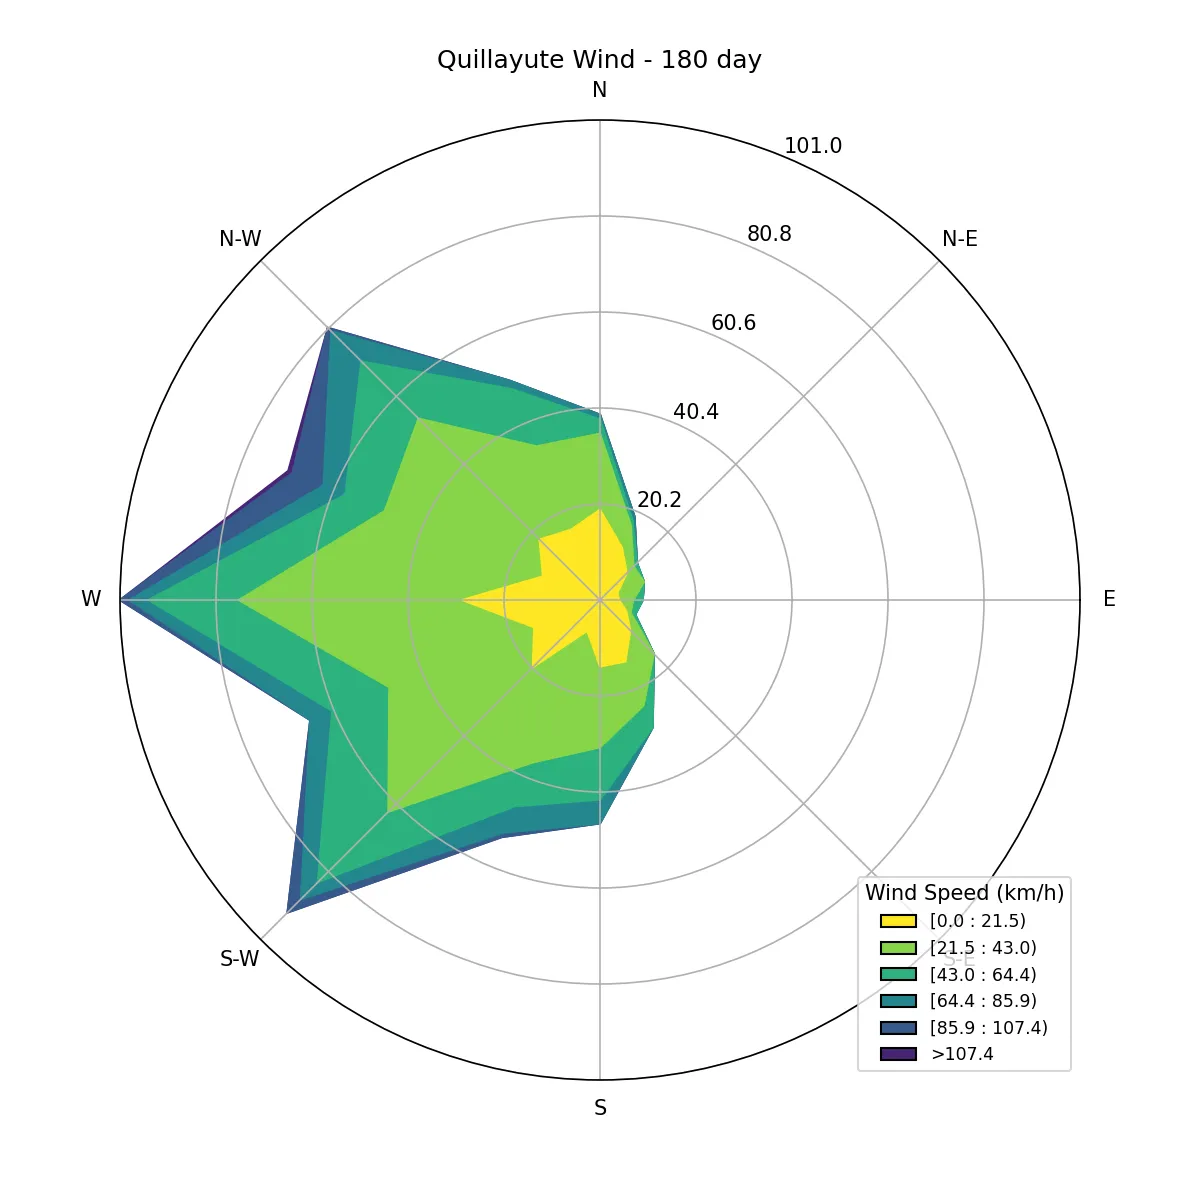 Quillayute Wind - 180 day
N
101.0
N-W
80.8
N-E
60.6
40.4
20.2
W
E
Wind Speed (km/h)
[0.0 : 21.5)
[21.5 : 43.0)
S-W
S-E
[43.0 : 64.4)
[64.4 : 85.9)
[85.9 : 107.4)
>107.4
S